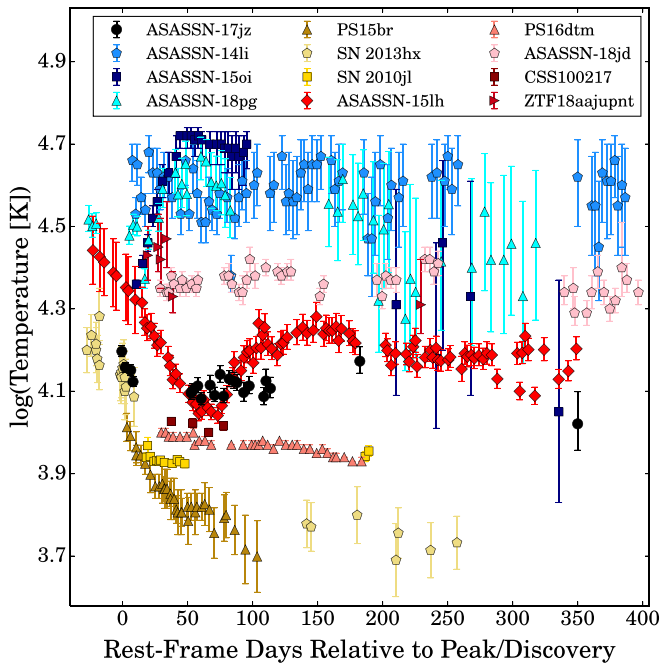 ASASSN-17jz PS15br PS16dtm
ASASSN-14li SN 2013hx ASASSN-18jd
ASASSN-15oi SN 2010jl CSS100217
ASASSN-18pg ASASSN-15lh ZTF18aajupnt
4.9
4.7
4.5
4.3
4.1
3.9
3.7
log(Temperature [K])
0 50 100 150 200 250 300 350 400
Rest-Frame Days Relative to Peak/Discovery